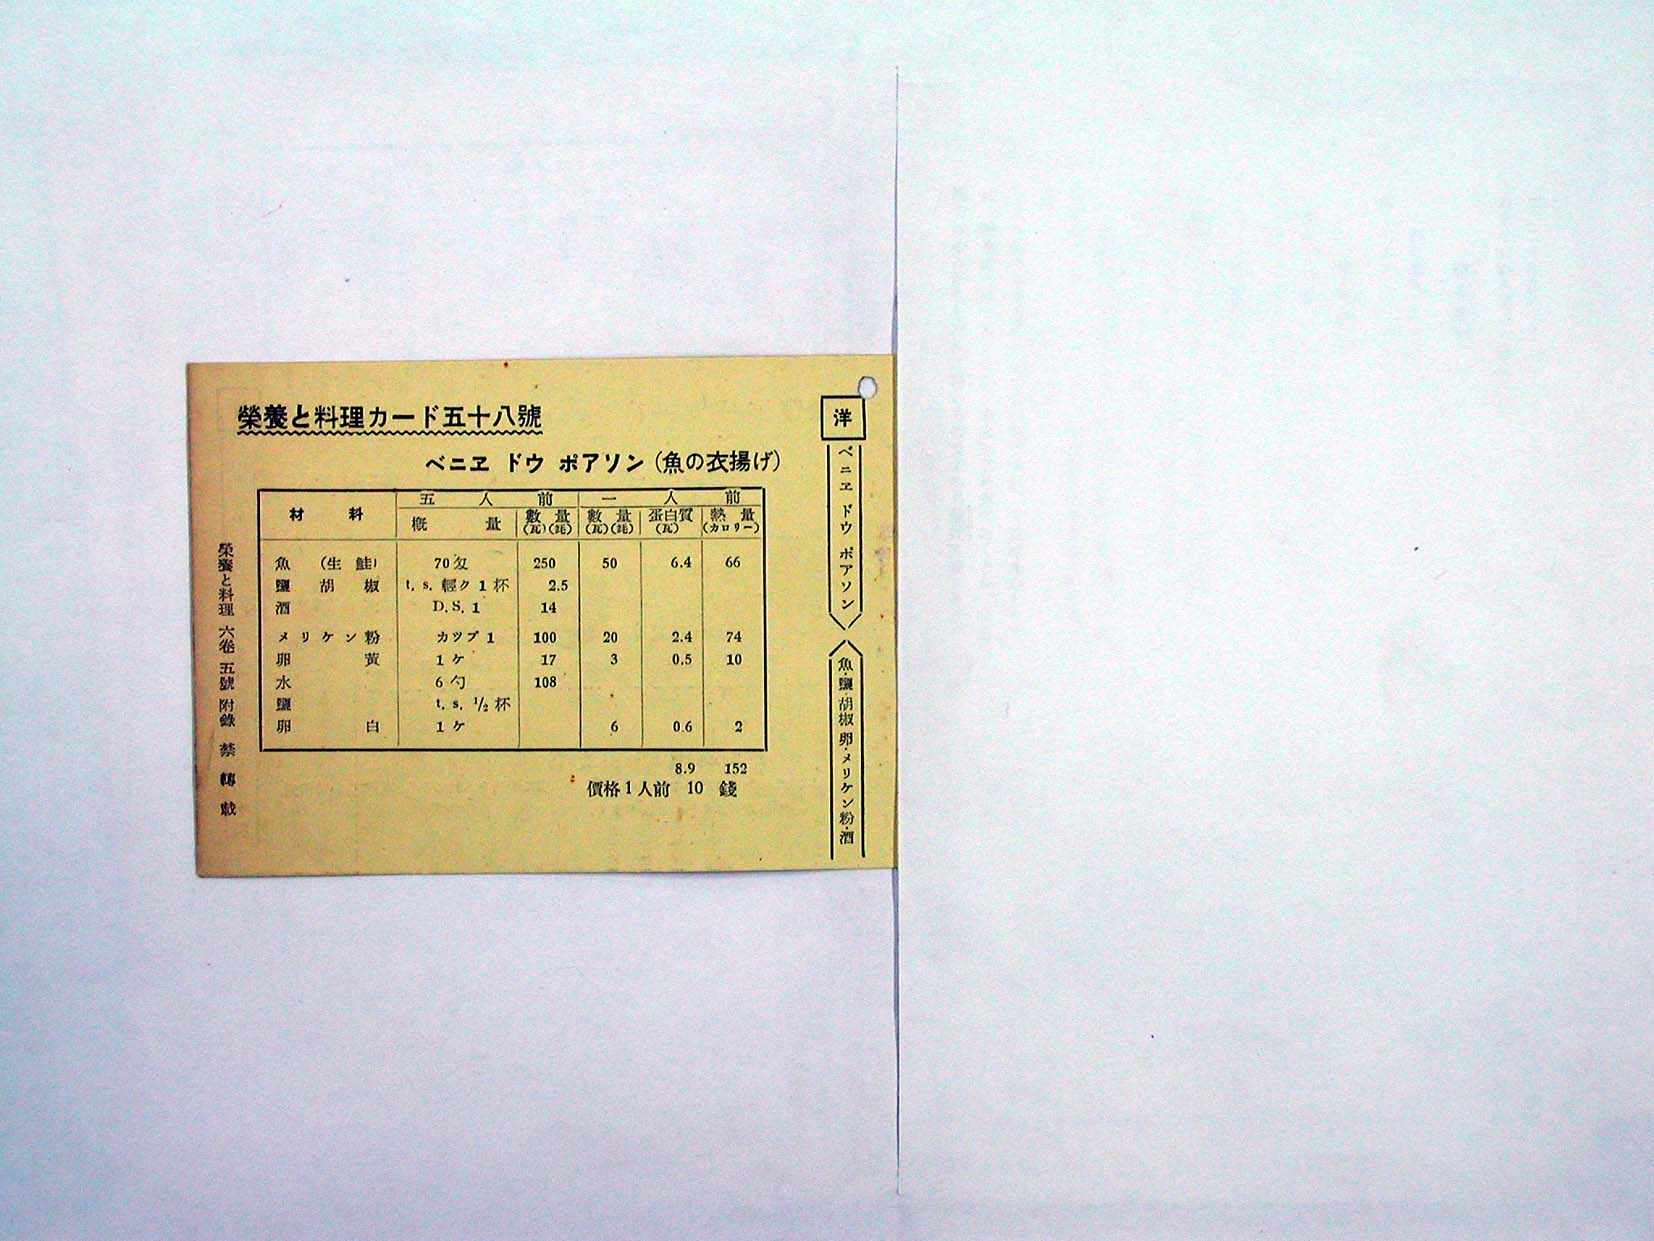 榮養と料理カード五十八號
ベニヱ ドウ ポアソン (魚の衣揚げ)
材料 五人前 一人前
概量 數量(瓦)(竓) 數量(瓦)(竓) 蛋白質(瓦) 熱量(カロリー)
魚 (生鮭) 70匁 250 50 6.4 66
鹽胡椒 t.s.輕ク1杯 2.5
酒 D.S.1 14
メリケン粉 カツプ1 100 20 2.4 74
卵黃 1ケ 17 3 0.5 10
水 6勺 108
鹽 t.s.1/2杯
卵白 1ケ 6 0.6 2
8.9 152
價格1人前 10 錢
洋
ベニヱ ドウ ポアソン
魚・鹽・胡椒・卵・メリケン粉・酒
榮養と料理 六卷 五號 附錄 禁轉載